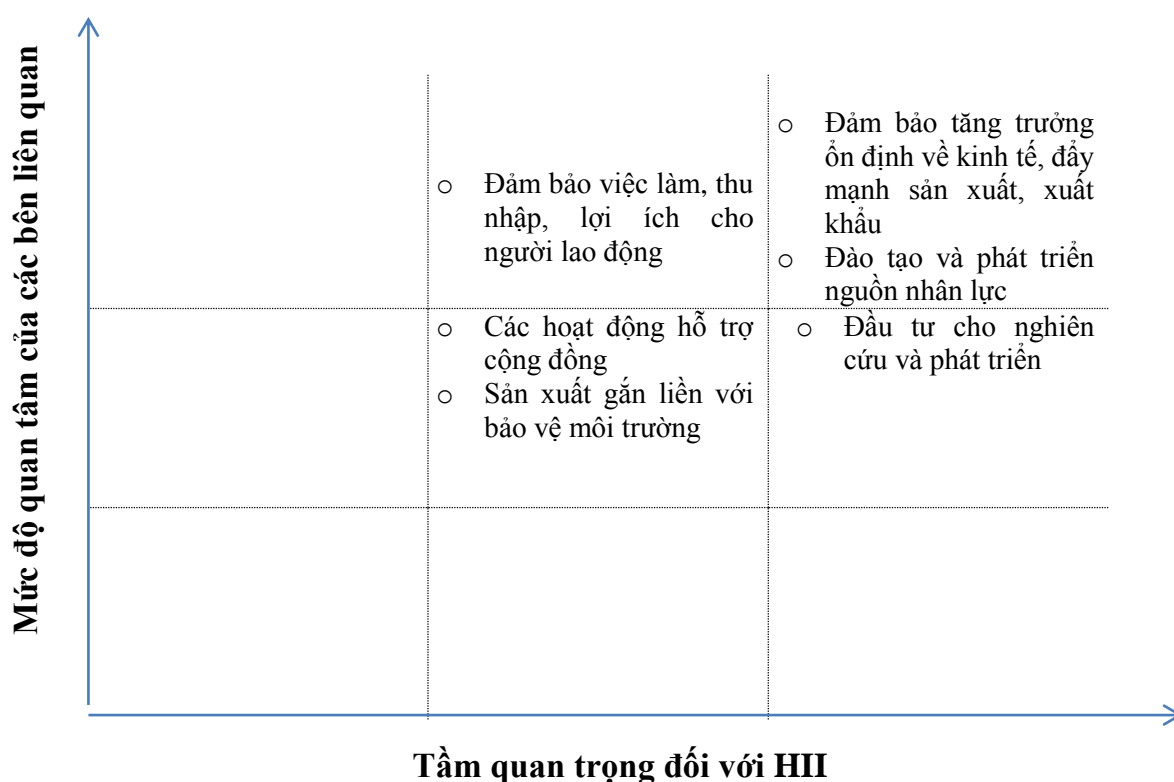 Mức độ quan tâm của các bên liên quan
o Đảm bảo việc làm, thu
nhập, lợi ích cho
người lao động
o Đảm bảo tăng trưởng
ổn định về kinh tế, đẩy
mạnh sản xuất, xuất
khẩu
o Đào tạo và phát triển
nguồn nhân lực
o Các hoạt động hỗ trợ
cộng đồng
o Sản xuất gắn liền với
bảo vệ môi trường
o Đầu tư cho nghiên
cứu và phát triển
Tầm quan trọng đối với HII